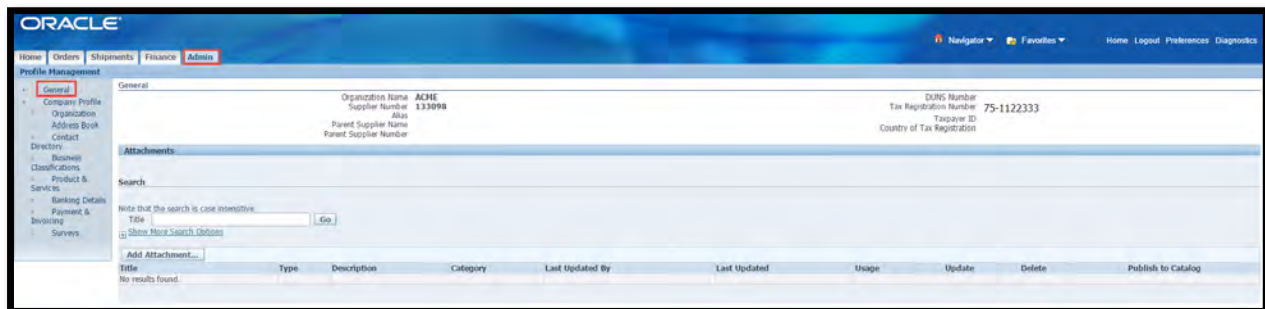 ORACLE
Navigator Favorites Home Logout Preferences Diagnostics
Home Orders Shipments Finance Admin
Profile Management
General
Company Profile
Organization
Address Book
Contact
Directory
Business
Classifications
Product &
Services
Banking Details
Payment &
Invoicing
Surveys
General
Organization Name ACME
Supplier Number 133098
Alias
Parent Supplier Name
Parent Supplier Number
DUNS Number
Tax Registration Number 75-1122333
Taxpayer ID
Country of Tax Registration
Attachments
Search
Note that the search is case insensitive
Title Go
Show More Search Options
Add Attachment...
Title Type Description Category Last Updated By Last Updated Usage Update Delete Publish to Catalog
No results found.